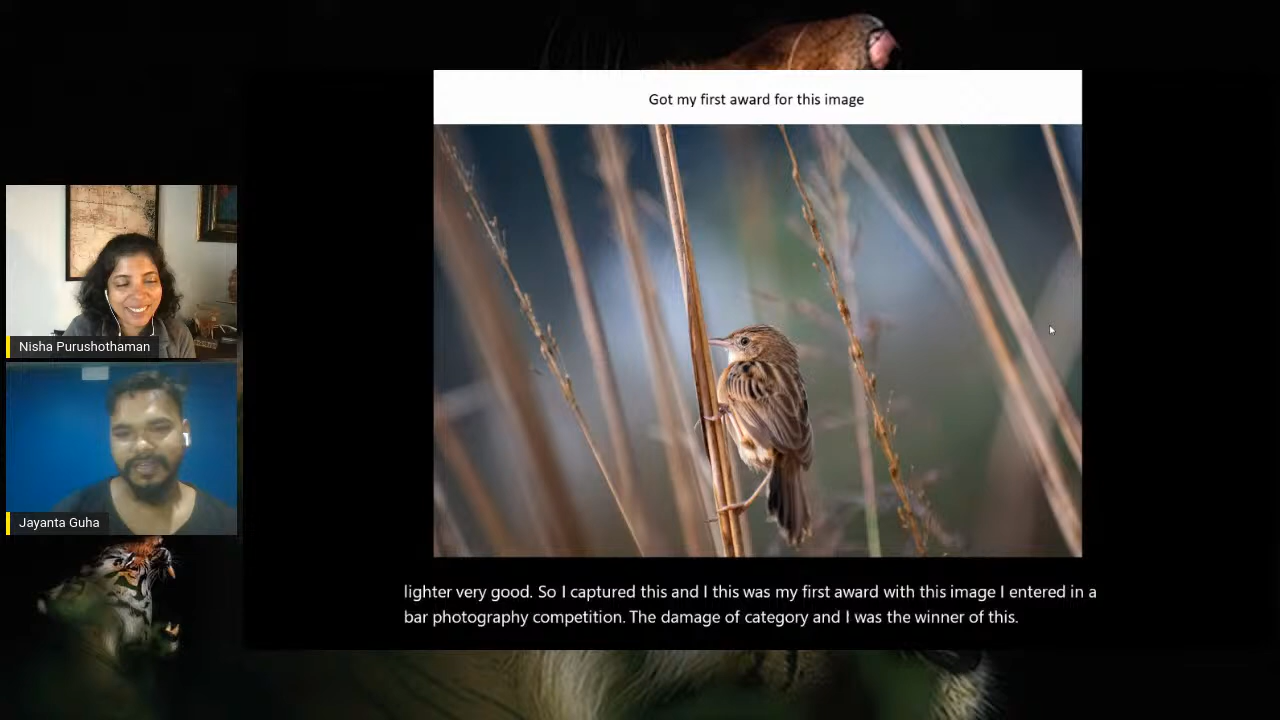 Got my first award for this image
Nisha Purushothaman
Jayanta Guha
lighter very good. So I captured this and I this was my first award with this image I entered in a
bar photography competition. The damage of category and I was the winner of this.